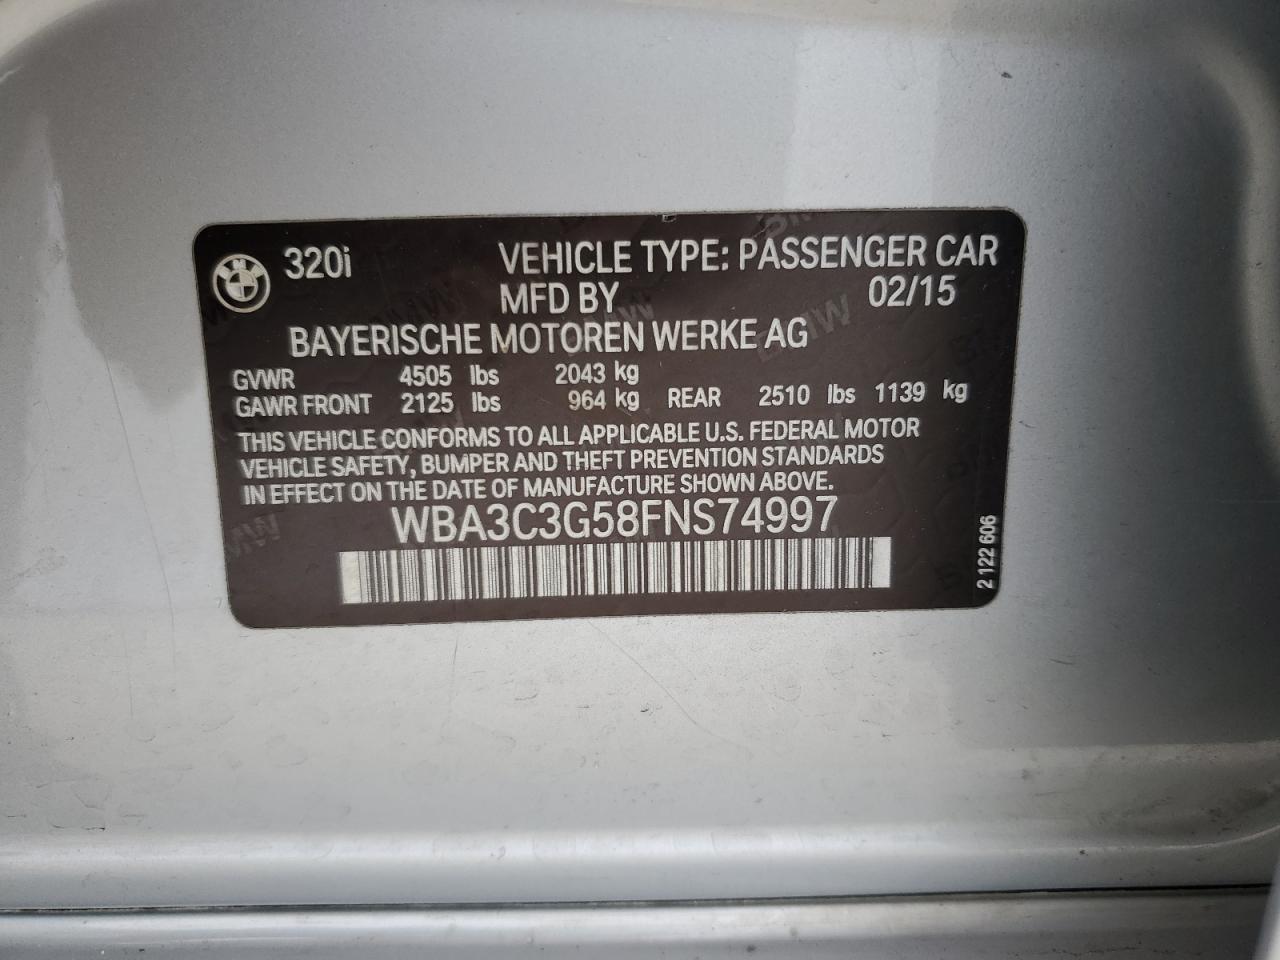 320i VEHICLE TYPE: PASSENGER CAR
MFD BY 02/15
BAYERISCHE MOTOREN WERKE AG
GVWR 4505 lbs 2043 kg
GAWR FRONT 2125 lbs 964 kg REAR 2510 lbs 1139 kg
THIS VEHICLE CONFORMS TO ALL APPLICABLE U.S. FEDERAL MOTOR
VEHICLE SAFETY, BUMPER AND THEFT PREVENTION STANDARDS
IN EFFECT ON THE DATE OF MANUFACTURE SHOWN ABOVE.
WBA3C3G58FNS74997
2 122 606